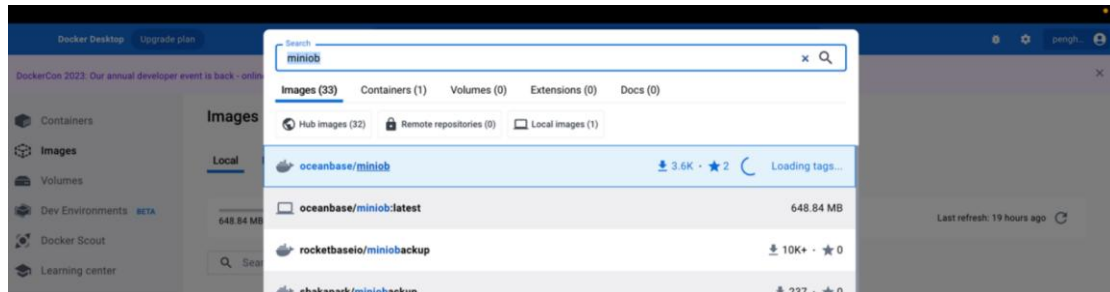 Docker Desktop Upgrade plan
pengh...
DockerCon 2023: Our annual developer event is back - onlin
Search
miniob
Images (33) Containers (1) Volumes (0) Extensions (0) Docs (0)
Hub images (32) Remote repositories (0) Local images (1)
oceanbase/miniob 3.6K · 2 Loading tags...
oceanbase/miniob:latest 648.84 MB
rocketbaseio/miniobackup 10K+ · 0
shakapark/miniobackup 237 · 0
Containers
Images
Volumes
Dev Environments BETA
Docker Scout
Learning center
Images
Local
648.84 MB
Last refresh: 19 hours ago
Sear